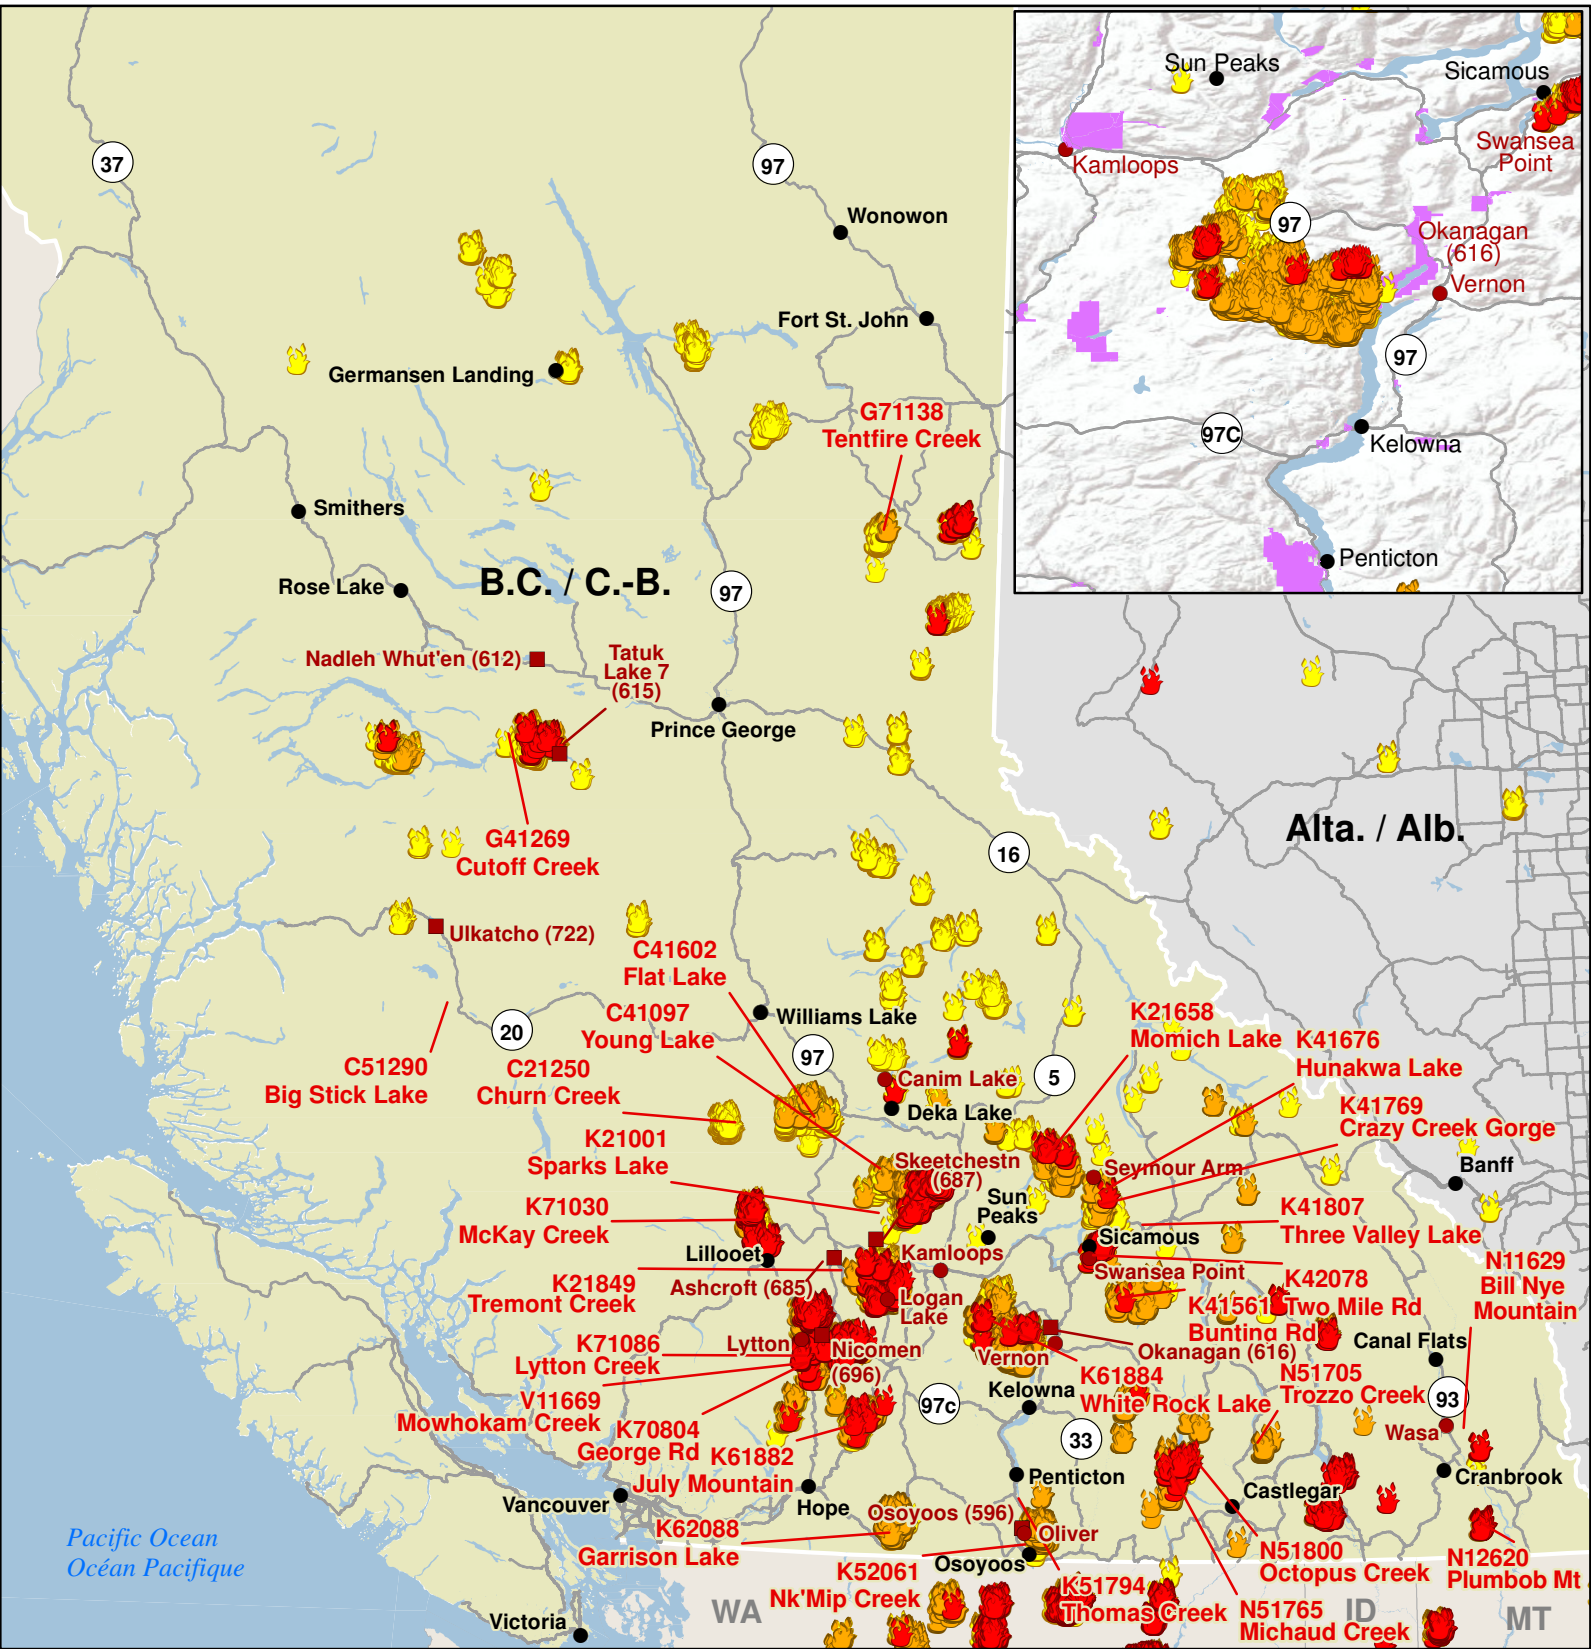 Sun Peaks
Sicamous
Swansea
Point
Kamloops
97
Okanagan
(616)
Vernon
97
97C
Kelowna
Penticton
37
97
Wonowon
Fort St. John
Germansen Landing
G71138
Tentfire Creek
Smithers
Rose Lake
B.C. / C.-B.
97
Nadleh Whut'en (612)
Tatuk
Lake 7
(615)
Prince George
G41269
Cutoff Creek
16
Alta. / Alb.
Ulkatcho (722)
C41602
Flat Lake
C41097
Young Lake
Williams Lake
20
97
C51290
Big Stick Lake
C21250
Churn Creek
K21658
Momich Lake
K41676
Hunakwa Lake
5
Canim Lake
Deka Lake
K41769
Crazy Creek Gorge
K21001
Sparks Lake
Skeetchestn
(687)
Seymour Arm
Banff
Sun
Peaks
K71030
McKay Creek
K41807
Three Valley Lake
Lillooet
Kamloops
Sicamous
Swansea Point
N11629
Bill Nye
Mountain
K21849
Tremont Creek
Ashcroft (685)
Logan
Lake
K42078
Two Mile Rd
K41561
Bunting Rd
K71086
Lytton Creek
Lytton
Nicomen
(696)
Vernon
Okanagan (616)
Canal Flats
V11669
Mowhokam Creek
Kelowna
K61884
White Rock Lake
N51705
Trozzo Creek
97c
93
K70804
George Rd
K61882
July Mountain
33
Wasa
Penticton
Cranbrook
Castlegar
Vancouver
Hope
Osoyoos (596)
Oliver
K62088
Garrison Lake
Osoyoos
Pacific Ocean
Océan Pacifique
K52061
Nk'Mip Creek
K51794
Thomas Creek
N51800
Octopus Creek
N12620
Plumbob Mt
N51765
Michaud Creek
Victoria
WA
ID
MT